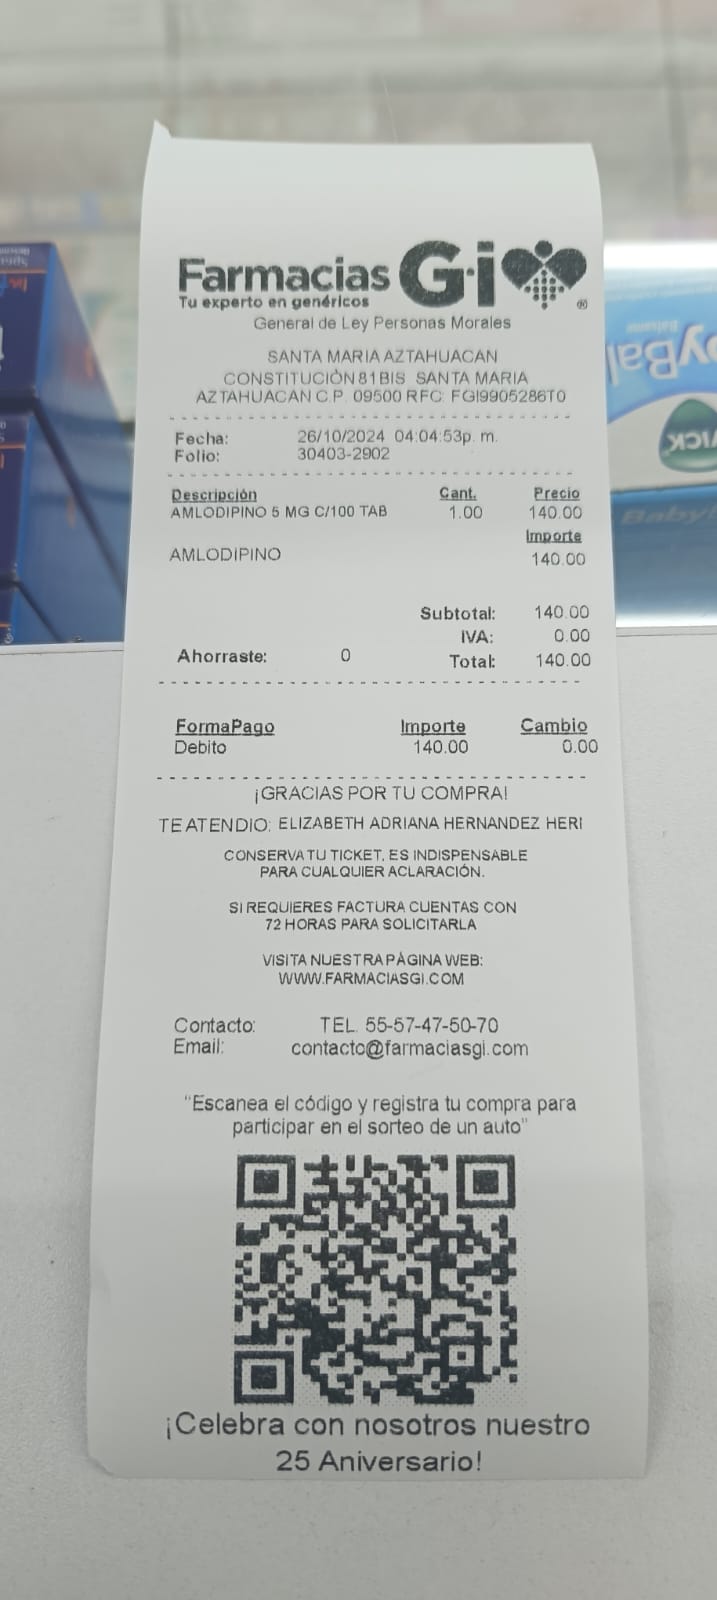 Farmacias G·i ®
Tu experto en genéricos
General de Ley Personas Morales
SANTA MARIA AZTAHUACAN
CONSTITUCIÒN 81 BIS SANTA MARIA
AZTAHUACAN C.P. 09500 RFC: FGI9905286T0
Fecha: 26/10/2024 04:04:53p. m.
Folio: 30403-2902
Descripción Cant. Precio
AMLODIPINO 5 MG C/100 TAB 1.00 140.00
Importe
AMLODIPINO 140.00
Subtotal: 140.00
IVA: 0.00
Ahorraste: 0 Total: 140.00
FormaPago Importe Cambio
Debito 140.00 0.00
¡GRACIAS POR TU COMPRA!
TE ATENDIO: ELIZABETH ADRIANA HERNANDEZ HERI
CONSERVA TU TICKET, ES INDISPENSABLE
PARA CUALQUIER ACLARACIÓN.
SI REQUIERES FACTURA CUENTAS CON
72 HORAS PARA SOLICITARLA
VISITA NUESTRA PÁGINA WEB:
WWW.FARMACIASGI.COM
Contacto: TEL. 55-57-47-50-70
Email: contacto@farmaciasgi.com
"Escanea el código y registra tu compra para
participar en el sorteo de un auto"
¡Celebra con nosotros nuestro
25 Aniversario!